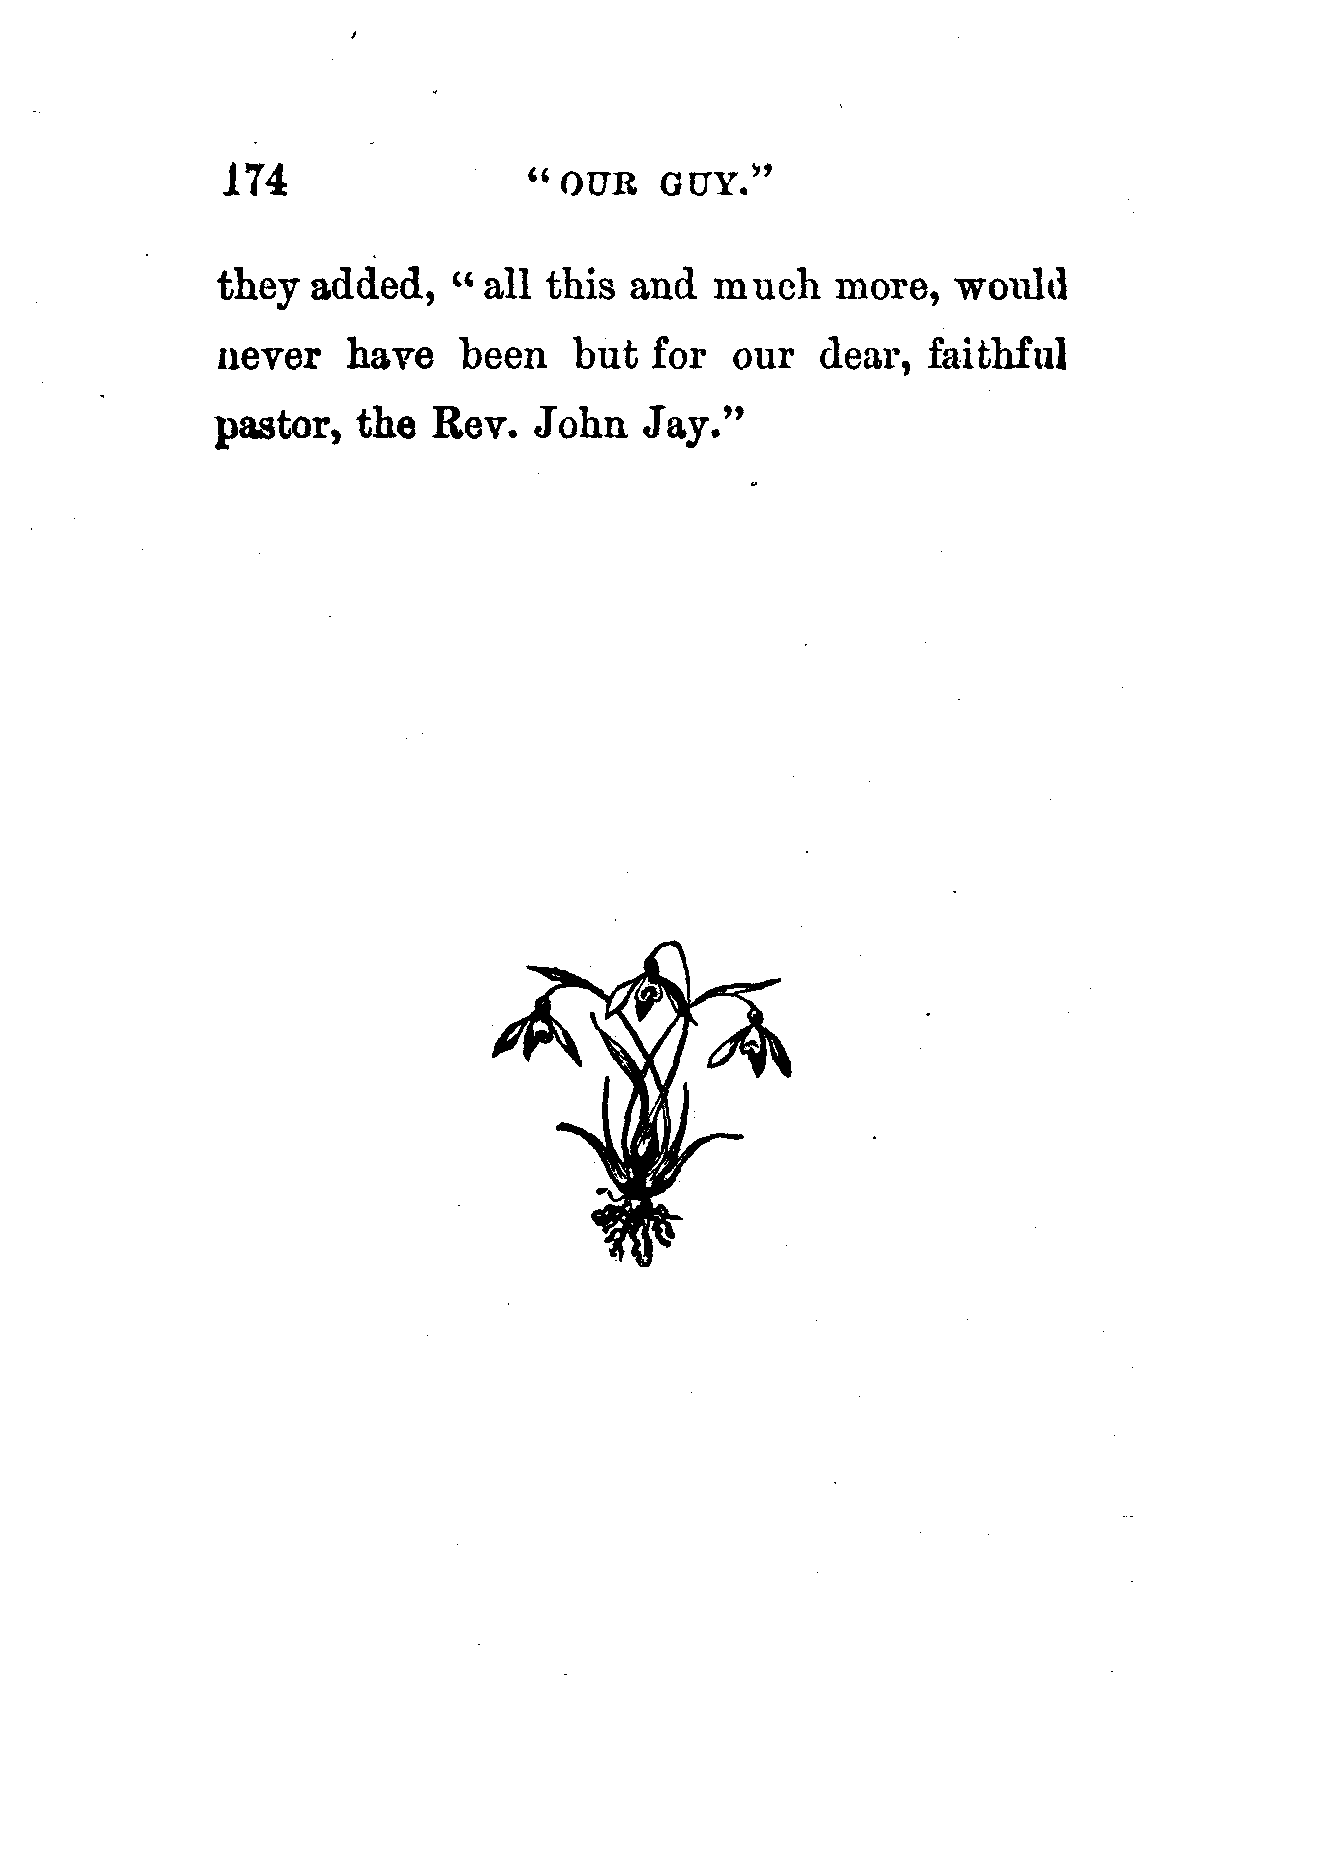 174 “OUR GUY.”
they added, “all this and much more, would
never have been but for our dear, faithful
pastor, the Rev. John Jay.”